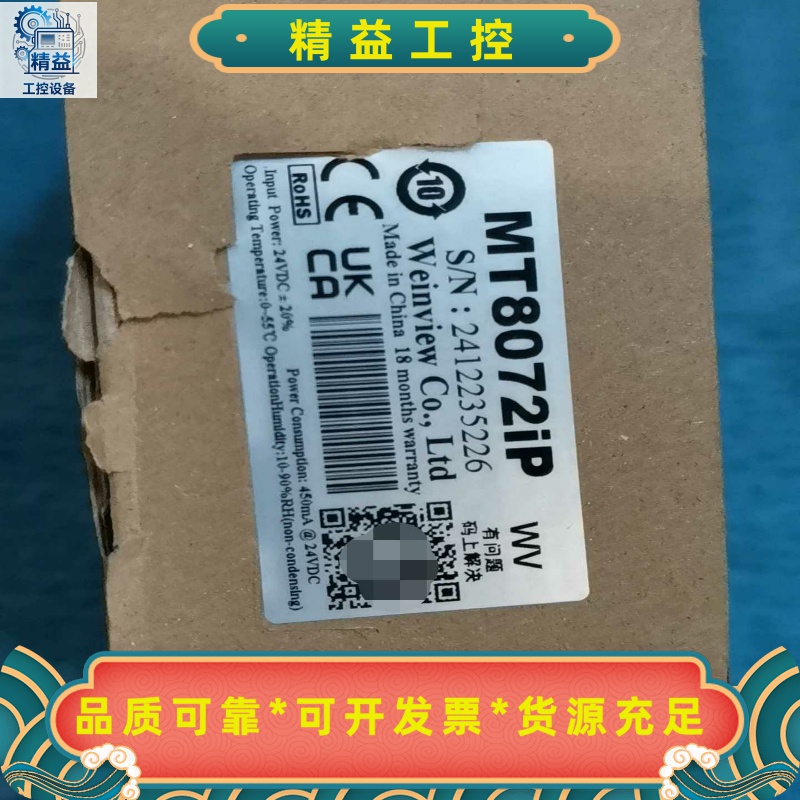 精益
工控设备
精益工控
MT8072iP WV
S/N：2412235226
有问题
码上解决
10
Weinview Co., Ltd
Made in China 18 months warranty
CE
UK
CA
RoHS
Input Power: 24VDC±20%
Power Consumption: 450mA@24VDC
Operating Temperature:0~55℃ OperationHumidity:10-90%RH(non-condensing)
品质可靠*可开发票*货源充足